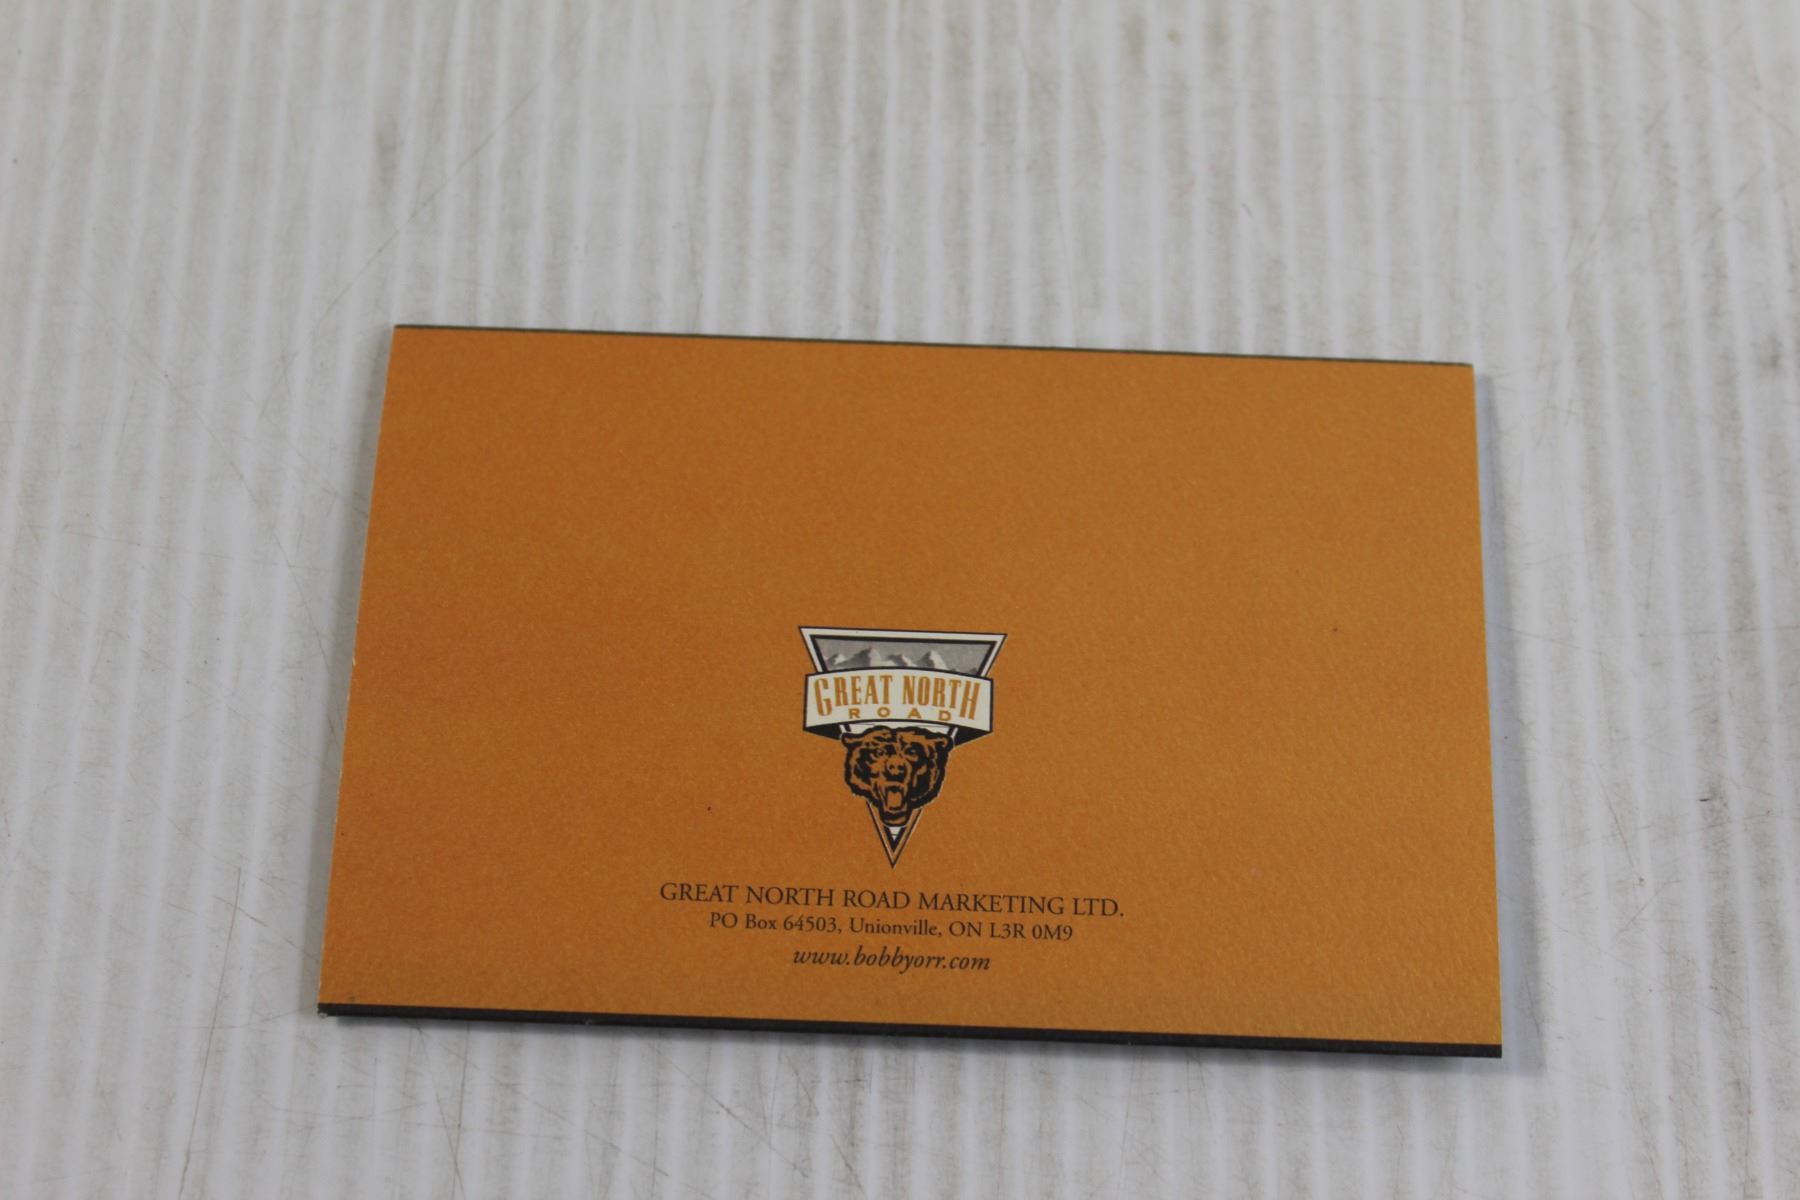 GREAT NORTH
ROAD
GREAT NORTH ROAD MARKETING LTD.
PO Box 64503, Unionville, ON L3R 0M9
www.bobbyorr.com